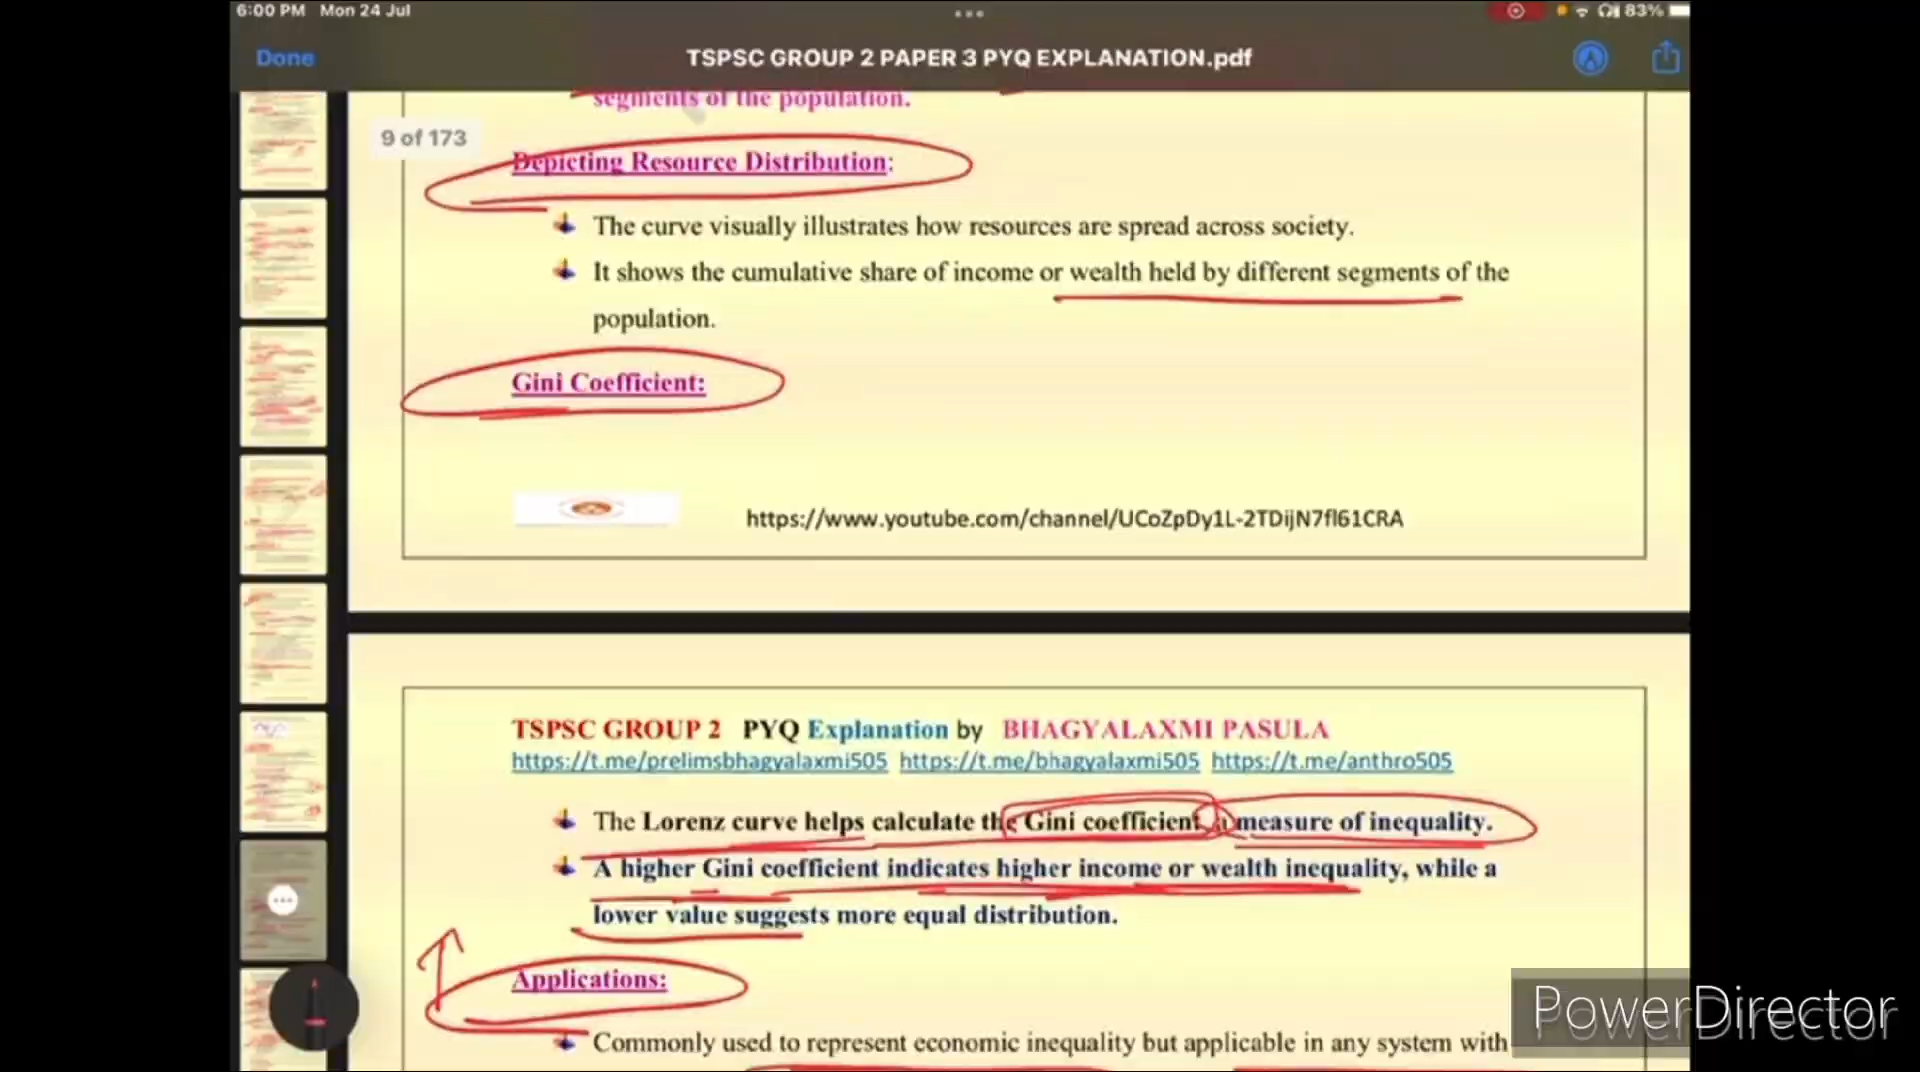 6:00 PM Mon 24 Jul
83%
Done
TSPSC GROUP 2 PAPER 3 PYQ EXPLANATION.pdf
segments of the population.
9 of 173
Depicting Resource Distribution:
The curve visually illustrates how resources are spread across society.
It shows the cumulative share of income or wealth held by different segments of the
population.
Gini Coefficient:
https://www.youtube.com/channel/UCoZpDy1L-2TDijN7fl61CRA
TSPSC GROUP 2 PYQ Explanation by BHAGYALAXMI PASULA
https://t.me/prelimsbhagyalaxmi505 https://t.me/bhagyalaxmi505 https://t.me/anthro505
The Lorenz curve helps calculate the Gini coefficient, a measure of inequality.
A higher Gini coefficient indicates higher income or wealth inequality, while a
lower value suggests more equal distribution.
Applications:
Commonly used to represent economic inequality but applicable in any system with
PowerDirector